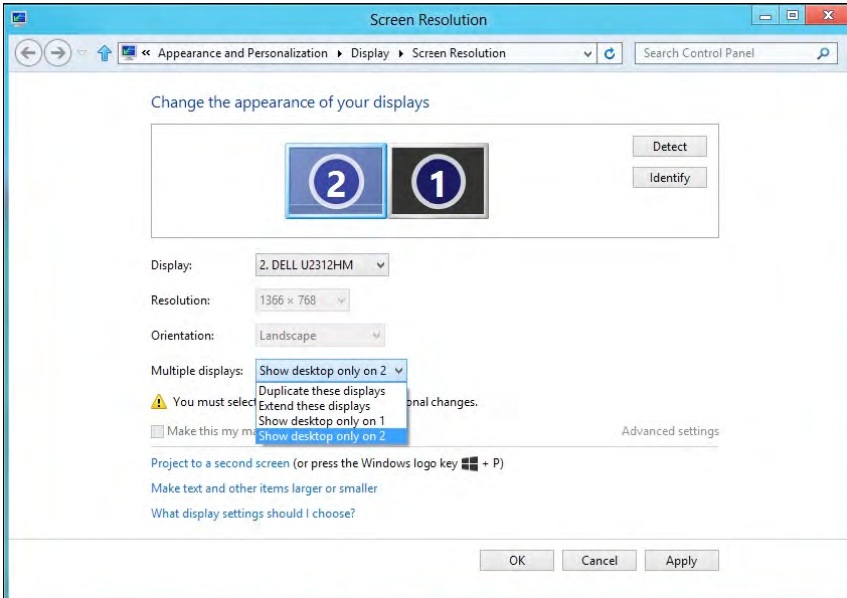 Screen Resolution
« Appearance and Personalization ▸ Display ▸ Screen Resolution
Search Control Panel
Change the appearance of your displays
2
1
Detect
Identify
Display: 2. DELL U2312HM
Resolution: 1366 × 768
Orientation: Landscape
Multiple displays: Show desktop only on 2
Duplicate these displays
You must selec
Extend these displays
onal changes.
Show desktop only on 1
Make this my m
Show desktop only on 2
Advanced settings
Project to a second screen (or press the Windows logo key + P)
Make text and other items larger or smaller
What display settings should I choose?
OK Cancel Apply